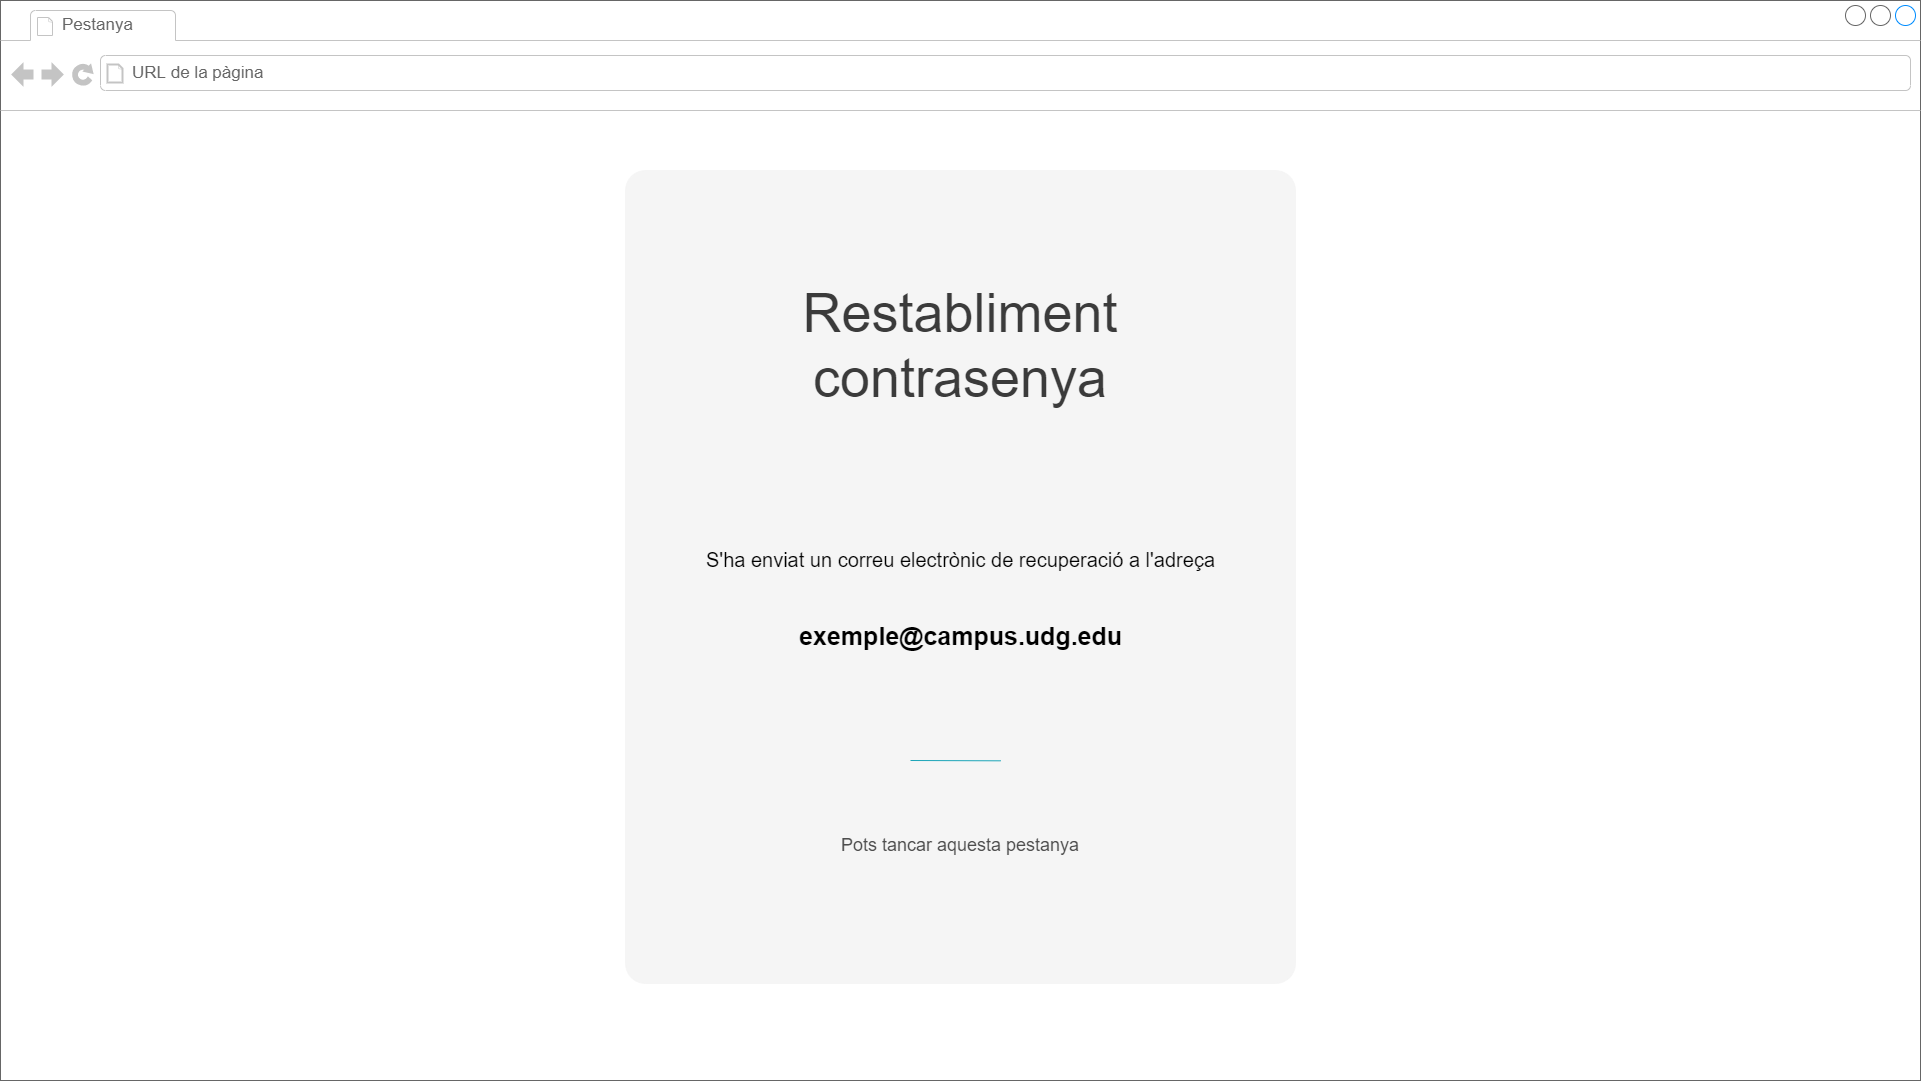 Pestanya
URL de la pàgina
Restabliment
contrasenya
S'ha enviat un correu electrònic de recuperació a l'adreça
exemple@campus.udg.edu
Pots tancar aquesta pestanya